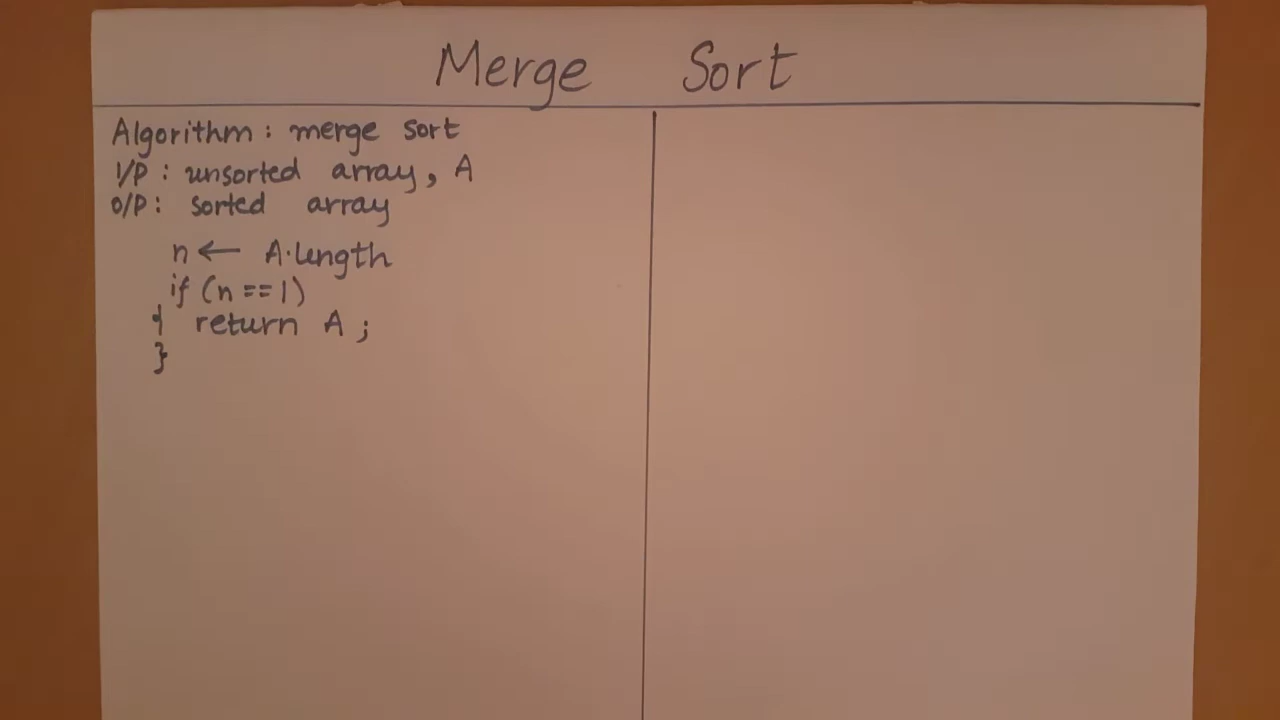 Merge Sort
Algorithm: merge sort
I/P: unsorted array, A
O/P: sorted array
n ← A.length
if (n == 1)
{ return A;
}